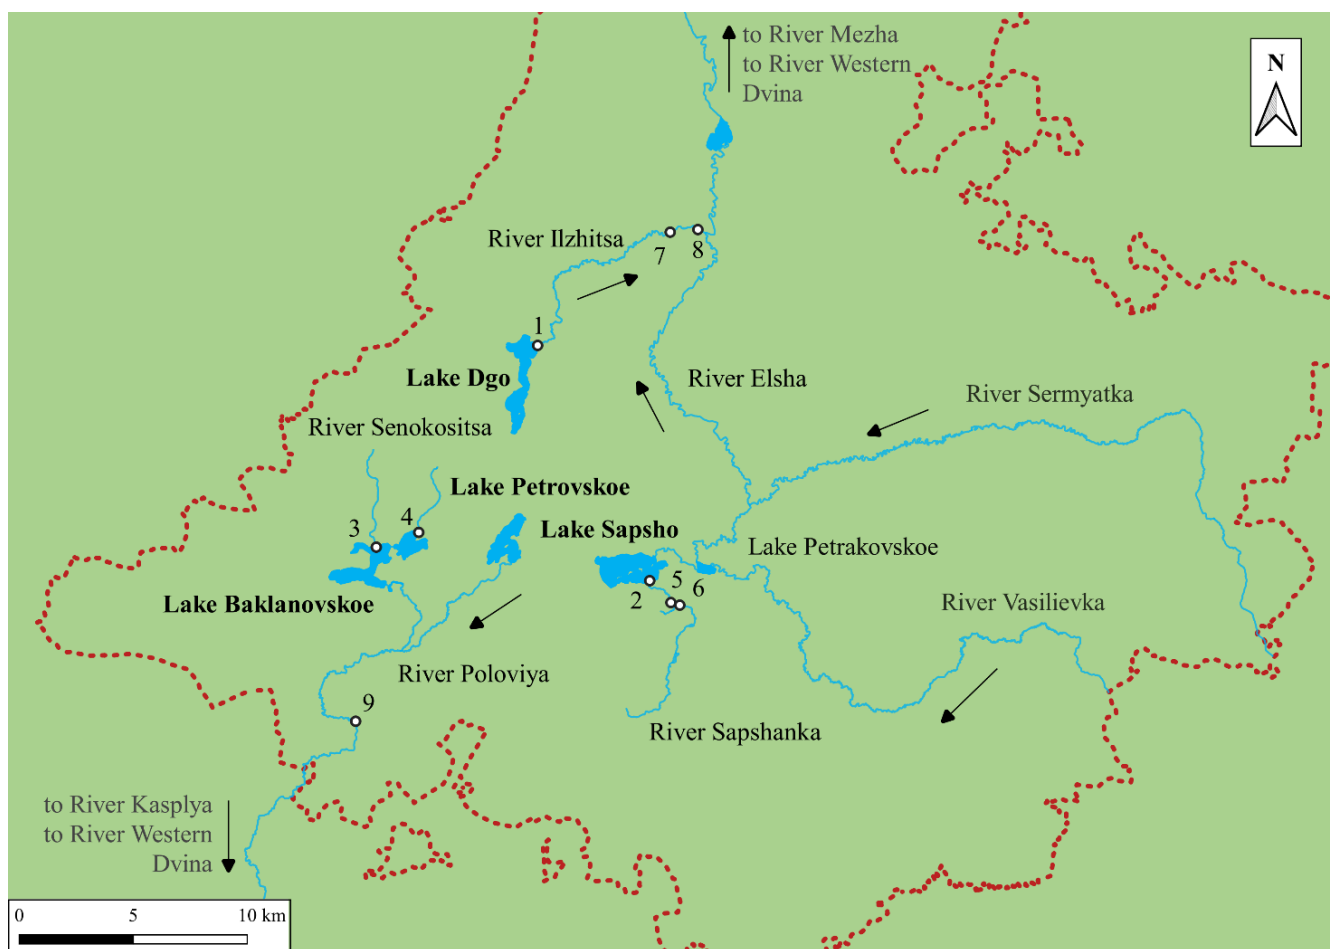 to River Mezha
to River Western
Dvina
N
River Ilzhitsa
7
8
1
Lake Dgo
River Elsha
River Sermyatka
River Senokositsa
Lake Petrovskoe
3
4
Lake Sapsho
Lake Petrakovskoe
5
6
2
Lake Baklanovskoe
River Vasilievka
River Poloviya
9
River Sapshanka
to River Kasplya
to River Western
Dvina
0 5 10 km